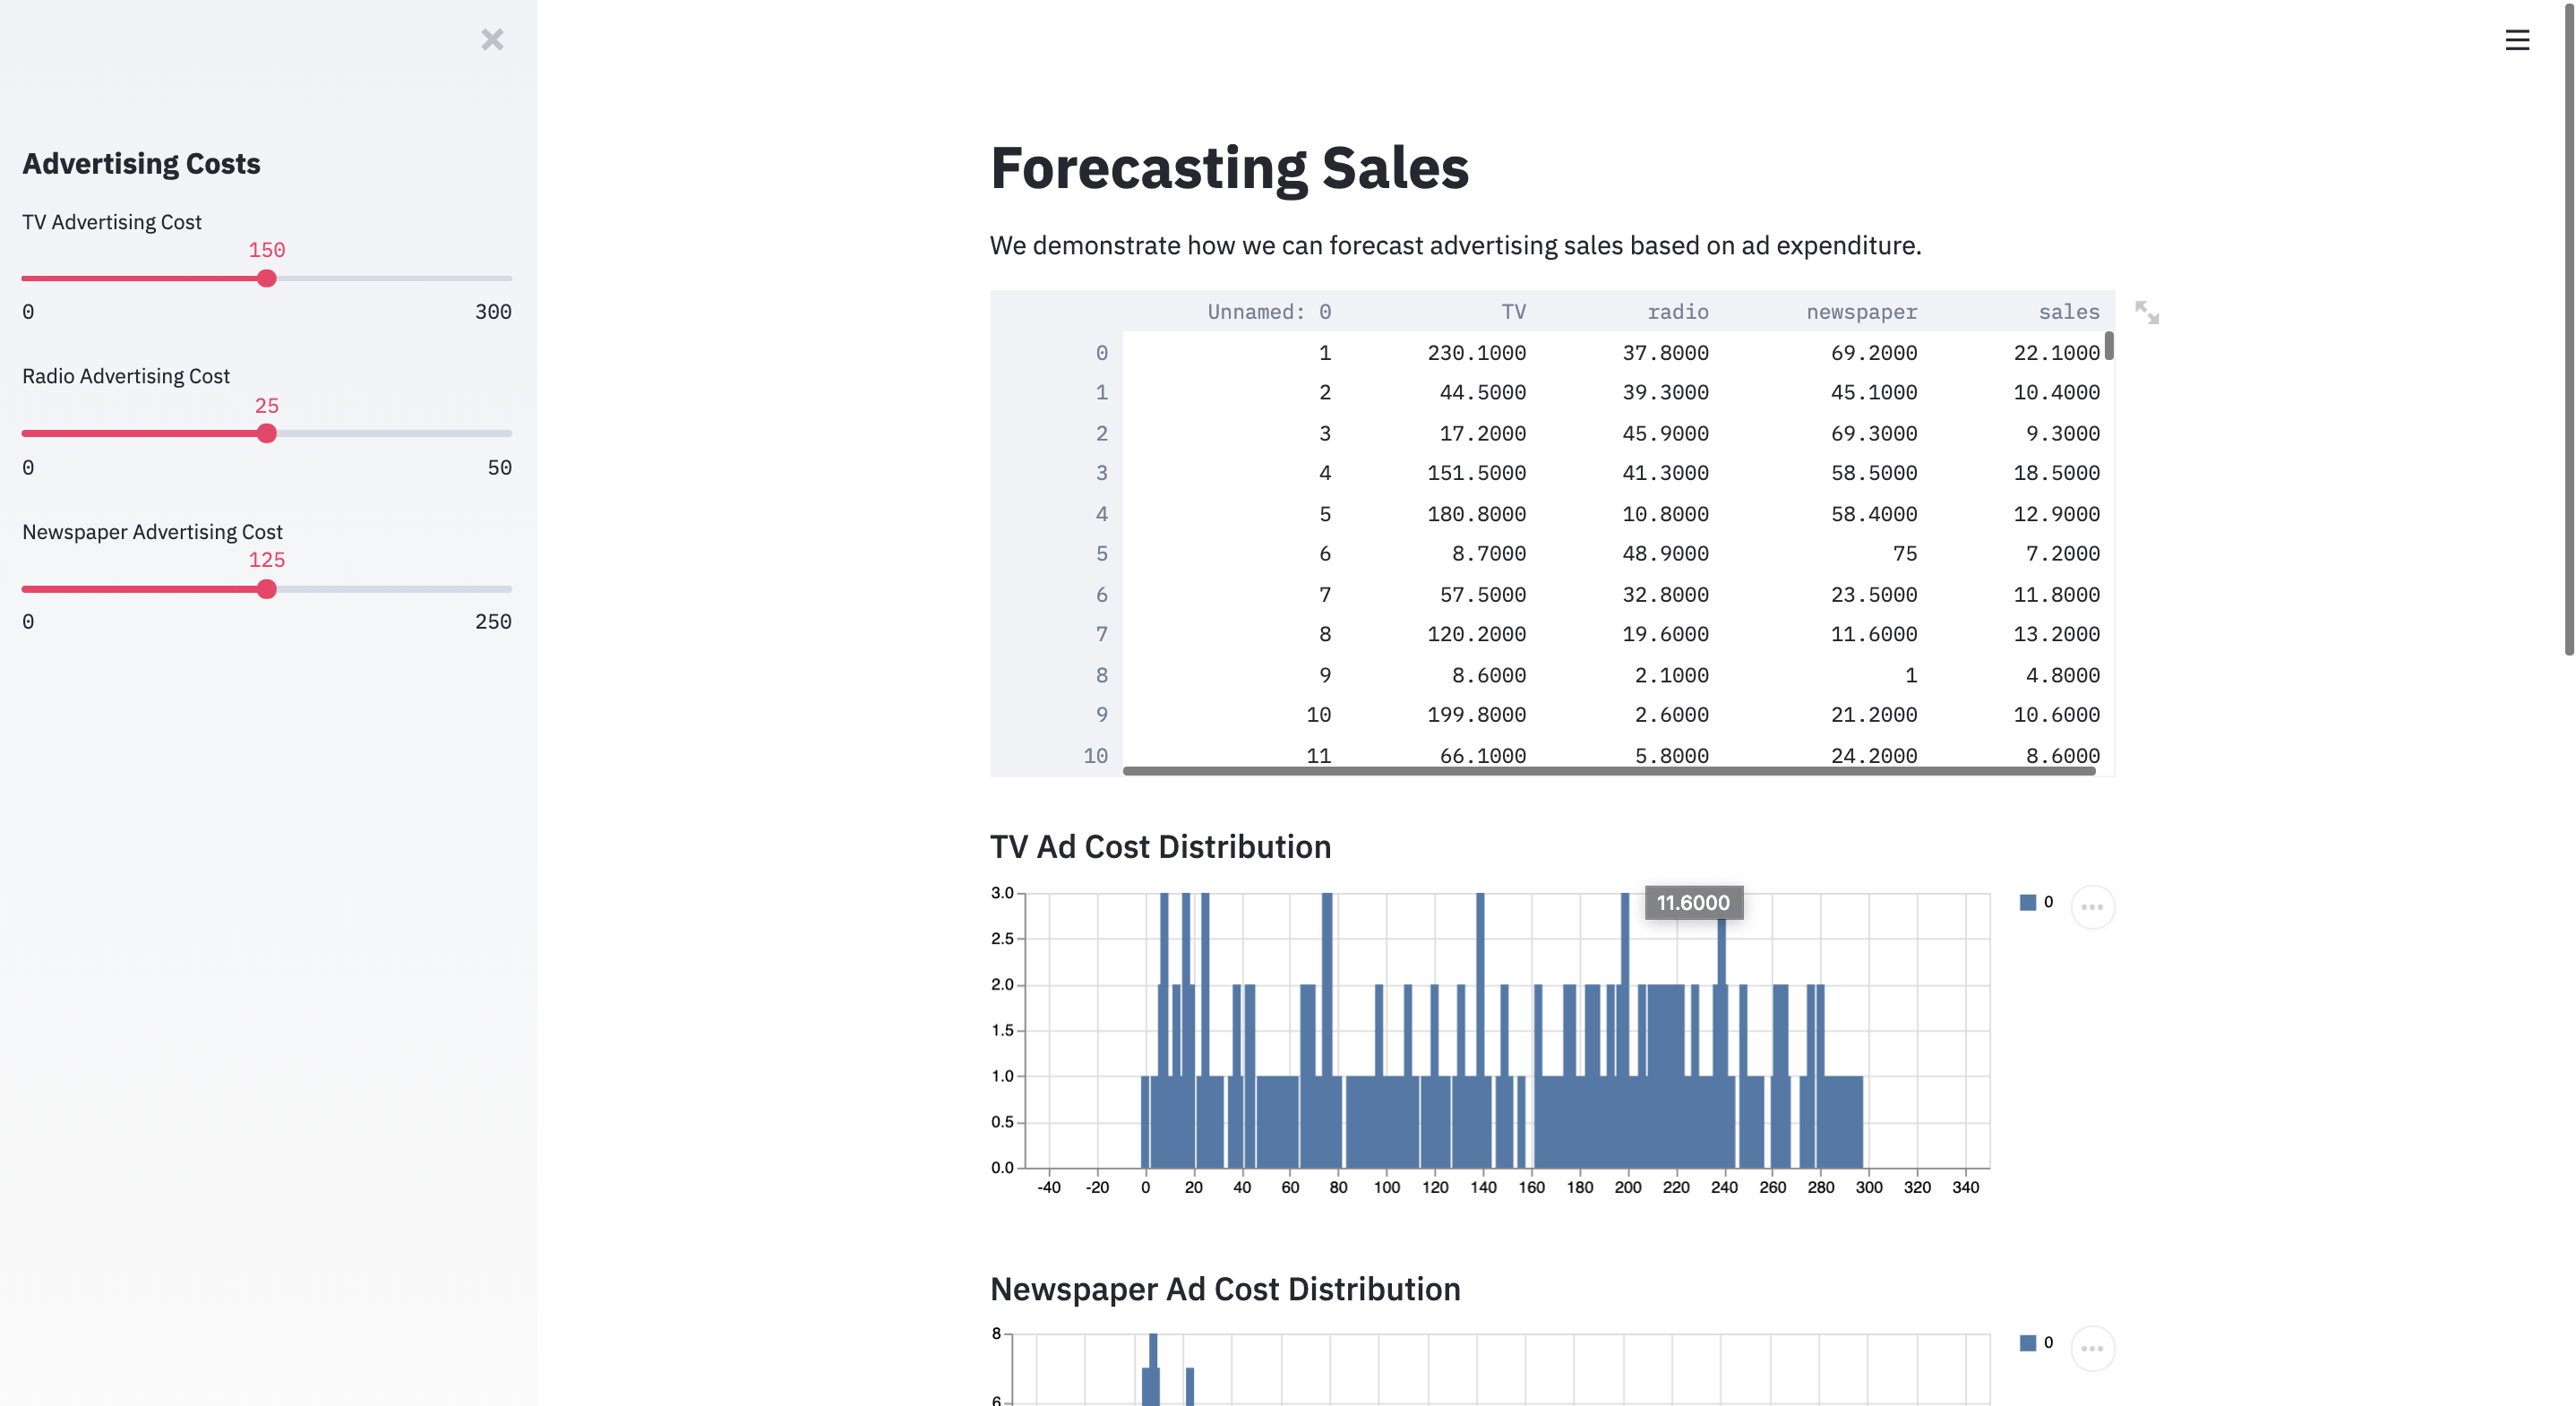 Advertising Costs
TV Advertising Cost
150
0 300
Radio Advertising Cost
25
0 50
Newspaper Advertising Cost
125
0 250
Forecasting Sales
We demonstrate how we can forecast advertising sales based on ad expenditure.
Unnamed: 0 TV radio newspaper sales
0 1 230.1000 37.8000 69.2000 22.1000
1 2 44.5000 39.3000 45.1000 10.4000
2 3 17.2000 45.9000 69.3000 9.3000
3 4 151.5000 41.3000 58.5000 18.5000
4 5 180.8000 10.8000 58.4000 12.9000
5 6 8.7000 48.9000 75 7.2000
6 7 57.5000 32.8000 23.5000 11.8000
7 8 120.2000 19.6000 11.6000 13.2000
8 9 8.6000 2.1000 1 4.8000
9 10 199.8000 2.6000 21.2000 10.6000
10 11 66.1000 5.8000 24.2000 8.6000
TV Ad Cost Distribution
3.0
2.5
2.0
1.5
1.0
0.5
0.0
11.6000
0
-40 -20 0 20 40 60 80 100 120 140 160 180 200 220 240 260 280 300 320 340
Newspaper Ad Cost Distribution
8
6
0